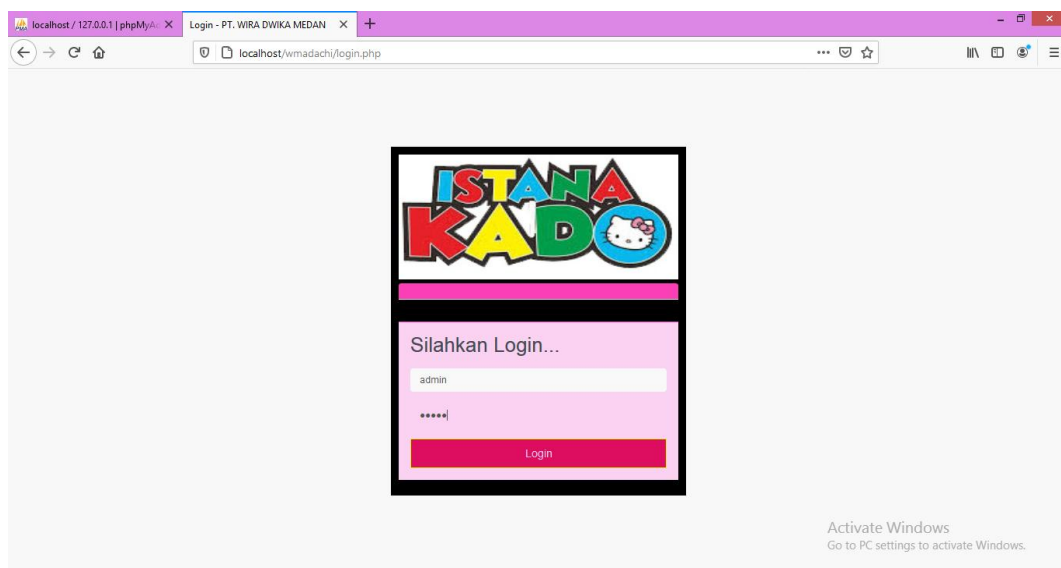 localhost / 127.0.0.1 | phpMyAd
Login - PT. WIRA DWIKA MEDAN
localhost/wmadachi/login.php
ISTANA
KADO
Silahkan Login...
admin
•••••
Login
Activate Windows
Go to PC settings to activate Windows.